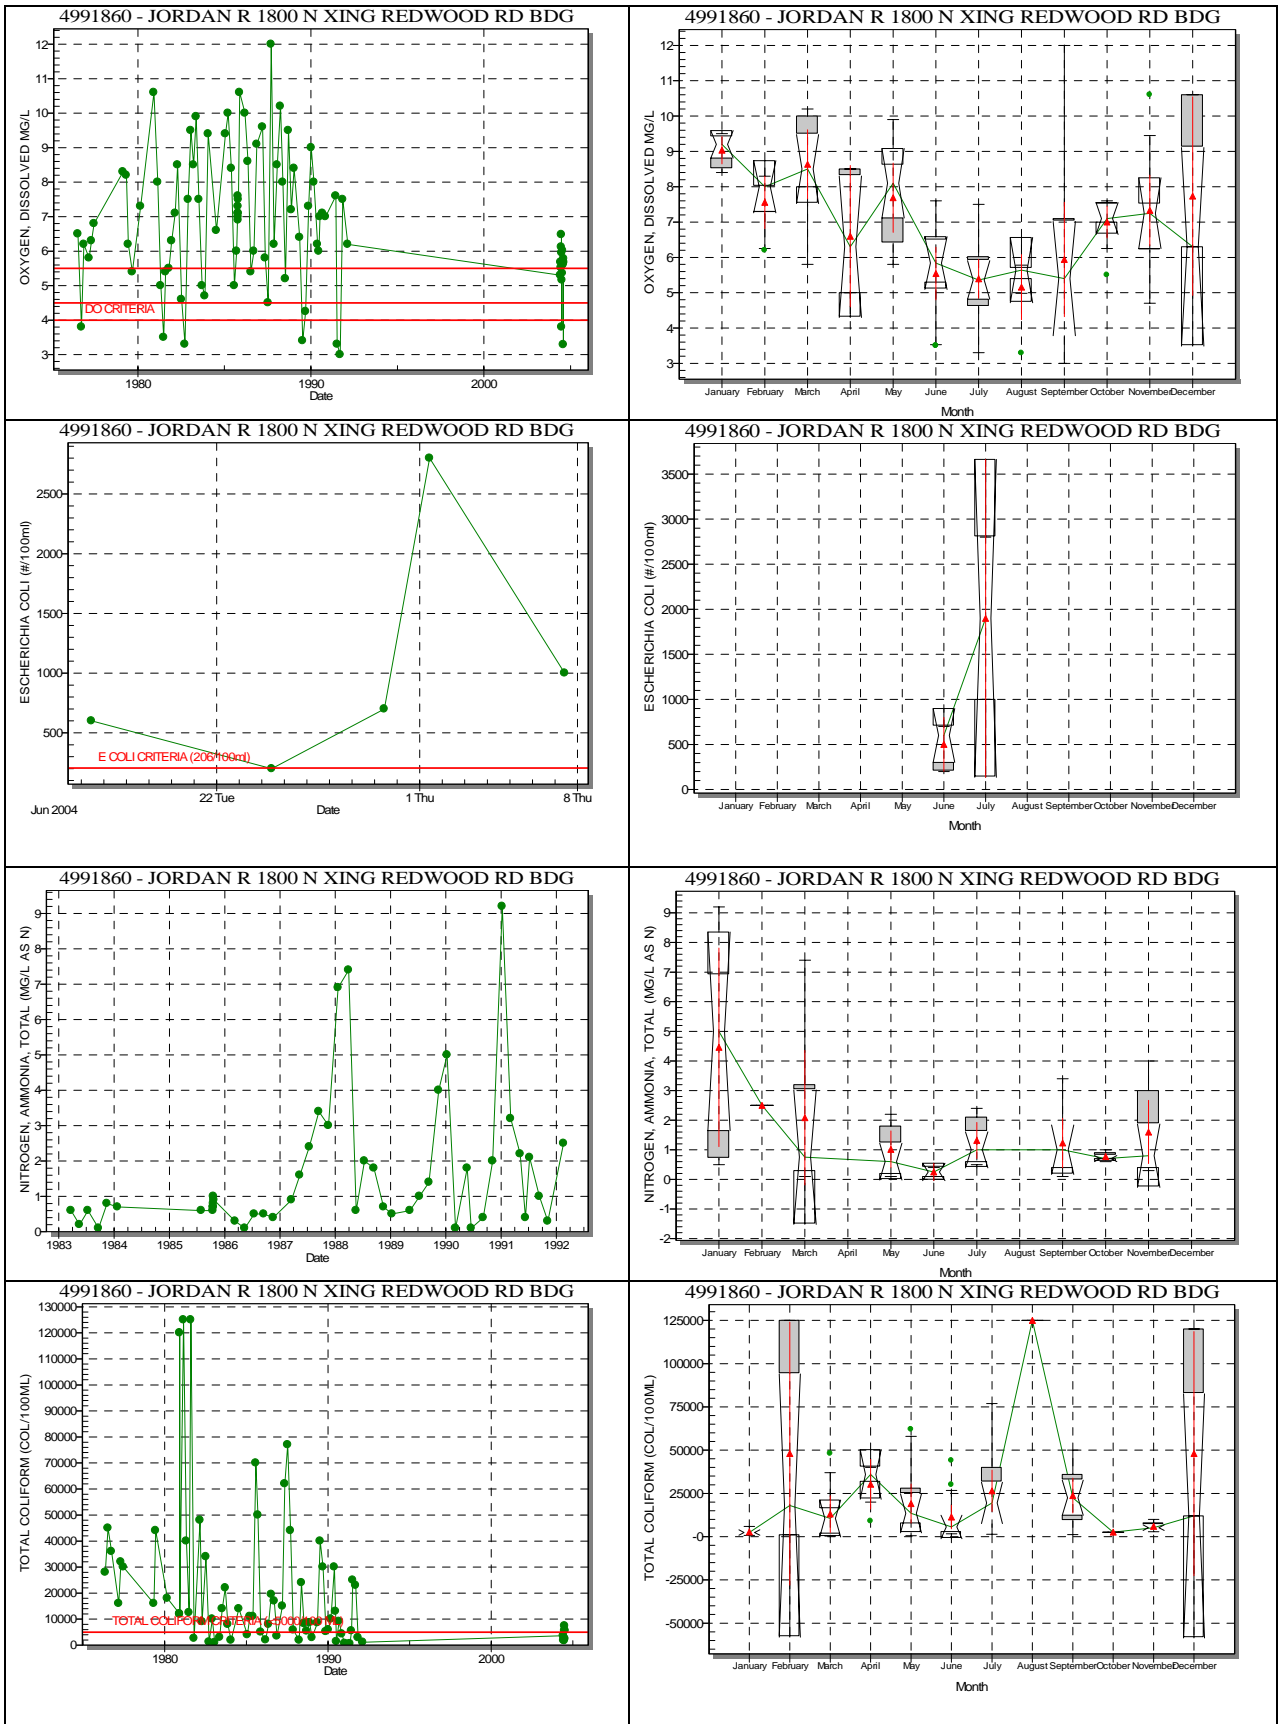 4991860 - JORDAN R 1800 N XING REDWOOD RD BDG
OXYGEN, DISSOLVED MG/L
12
11
10
9
8
7
6
5
4
3
DO CRITERIA
1980 1990 2000
Date
4991860 - JORDAN R 1800 N XING REDWOOD RD BDG
OXYGEN, DISSOLVED MG/L
12
11
10
9
8
7
6
5
4
3
January February March April May June July August September October November December
Month
4991860 - JORDAN R 1800 N XING REDWOOD RD BDG
ESCHERICHIA COLI (#/100ml)
2500
2000
1500
1000
500
E COLI CRITERIA (206/100ml)
22 Tue 1 Thu 8 Thu
Jun 2004 Date
4991860 - JORDAN R 1800 N XING REDWOOD RD BDG
ESCHERICHIA COLI (#/100ml)
3500
3000
2500
2000
1500
1000
500
0
January February March April May June July August September October November December
Month
4991860 - JORDAN R 1800 N XING REDWOOD RD BDG
NITROGEN, AMMONIA, TOTAL (MG/L AS N)
9
8
7
6
5
4
3
2
1
0
1983 1984 1985 1986 1987 1988 1989 1990 1991 1992
Date
4991860 - JORDAN R 1800 N XING REDWOOD RD BDG
NITROGEN, AMMONIA, TOTAL (MG/L AS N)
9
8
7
6
5
4
3
2
1
0
-1
-2
January February March April May June July August September October November December
Month
4991860 - JORDAN R 1800 N XING REDWOOD RD BDG
TOTAL COLIFORM (COL/100ML)
130000
120000
110000
100000
90000
80000
70000
60000
50000
40000
30000
20000
10000
0
TOTAL COLIFORM CRITERIA
1980 1990 2000
Date
4991860 - JORDAN R 1800 N XING REDWOOD RD BDG
TOTAL COLIFORM (COL/100ML)
125000
100000
75000
50000
25000
-0
-25000
-50000
January February March April May June July August September October November December
Month